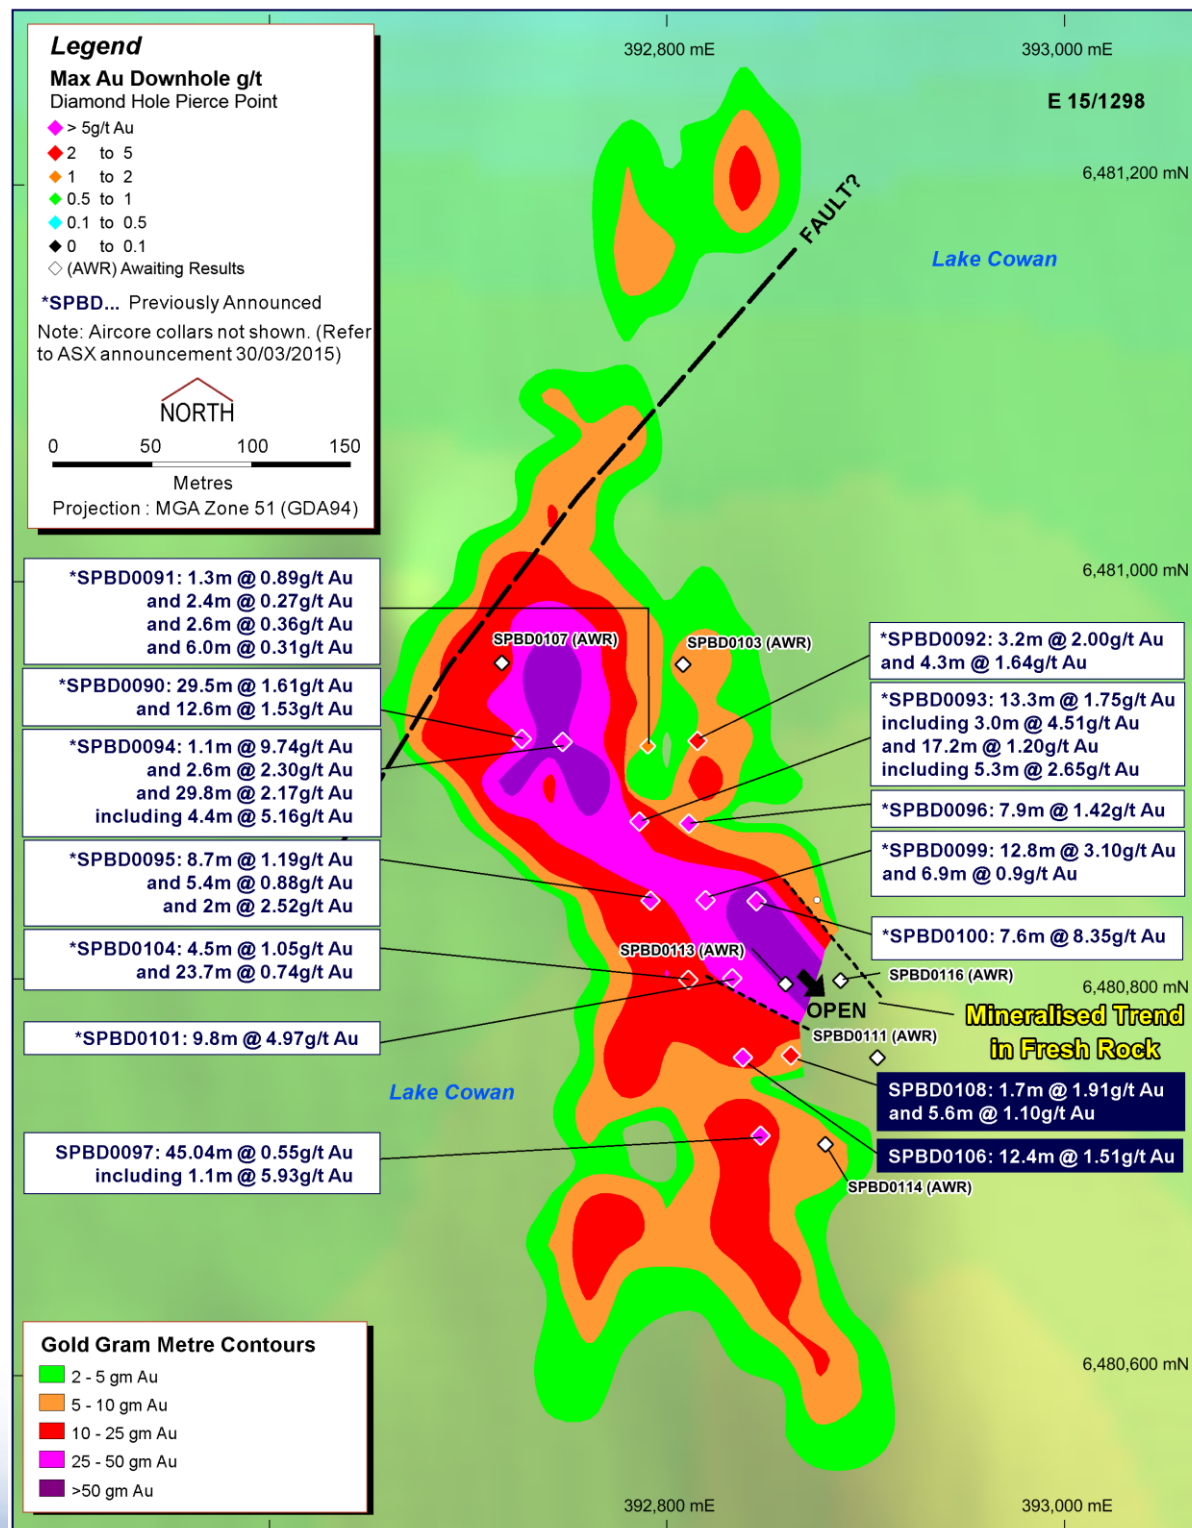 Legend
Max Au Downhole g/t
Diamond Hole Pierce Point
> 5g/t Au
2 to 5
1 to 2
0.5 to 1
0.1 to 0.5
0 to 0.1
(AWR) Awaiting Results
*SPBD... Previously Announced
Note: Aircore collars not shown. (Refer
to ASX announcement 30/03/2015)
NORTH
0 50 100 150
Metres
Projection : MGA Zone 51 (GDA94)
392,800 mE
393,000 mE
E 15/1298
6,481,200 mN
FAULT?
Lake Cowan
6,481,000 mN
*SPBD0091: 1.3m @ 0.89g/t Au
and 2.4m @ 0.27g/t Au
and 2.6m @ 0.36g/t Au
and 6.0m @ 0.31g/t Au
*SPBD0090: 29.5m @ 1.61g/t Au
and 12.6m @ 1.53g/t Au
*SPBD0094: 1.1m @ 9.74g/t Au
and 2.6m @ 2.30g/t Au
and 29.8m @ 2.17g/t Au
including 4.4m @ 5.16g/t Au
*SPBD0095: 8.7m @ 1.19g/t Au
and 5.4m @ 0.88g/t Au
and 2m @ 2.52g/t Au
*SPBD0104: 4.5m @ 1.05g/t Au
and 23.7m @ 0.74g/t Au
*SPBD0101: 9.8m @ 4.97g/t Au
SPBD0097: 45.04m @ 0.55g/t Au
including 1.1m @ 5.93g/t Au
SPBD0107 (AWR)
SPBD0103 (AWR)
*SPBD0092: 3.2m @ 2.00g/t Au
and 4.3m @ 1.64g/t Au
*SPBD0093: 13.3m @ 1.75g/t Au
including 3.0m @ 4.51g/t Au
and 17.2m @ 1.20g/t Au
including 5.3m @ 2.65g/t Au
*SPBD0096: 7.9m @ 1.42g/t Au
*SPBD0099: 12.8m @ 3.10g/t Au
and 6.9m @ 0.9g/t Au
*SPBD0100: 7.6m @ 8.35g/t Au
SPBD0113 (AWR)
SPBD0116 (AWR)
6,480,800 mN
OPEN
Mineralised Trend
in Fresh Rock
SPBD0111 (AWR)
Lake Cowan
SPBD0108: 1.7m @ 1.91g/t Au
and 5.6m @ 1.10g/t Au
SPBD0106: 12.4m @ 1.51g/t Au
SPBD0114 (AWR)
6,480,600 mN
Gold Gram Metre Contours
2 - 5 gm Au
5 - 10 gm Au
10 - 25 gm Au
25 - 50 gm Au
>50 gm Au
392,800 mE
393,000 mE